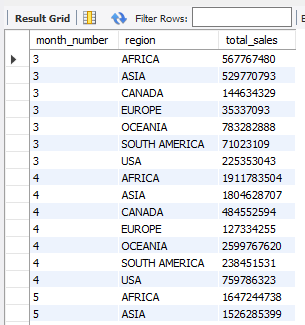 Result Grid Filter Rows:
month_number region total_sales
3 AFRICA 567767480
3 ASIA 529770793
3 CANADA 144634329
3 EUROPE 35337093
3 OCEANIA 783282888
3 SOUTH AMERICA 71023109
3 USA 225353043
4 AFRICA 1911783504
4 ASIA 1804628707
4 CANADA 484552594
4 EUROPE 127334255
4 OCEANIA 2599767620
4 SOUTH AMERICA 238451531
4 USA 759786323
5 AFRICA 1647244738
5 ASIA 1526285399